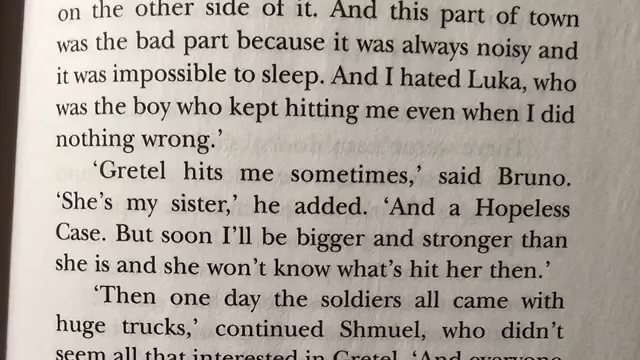 on the other side of it. And this part of town
was the bad part because it was always noisy and
it was impossible to sleep. And I hated Luka, who
was the boy who kept hitting me even when I did
nothing wrong.’
‘Gretel hits me sometimes,’ said Bruno.
‘She’s my sister,’ he added. ‘And a Hopeless
Case. But soon I’ll be bigger and stronger than
she is and she won’t know what’s hit her then.’
‘Then one day the soldiers all came with
huge trucks,’ continued Shmuel, who didn’t
seem all that interested in Gretel. ‘And everyone